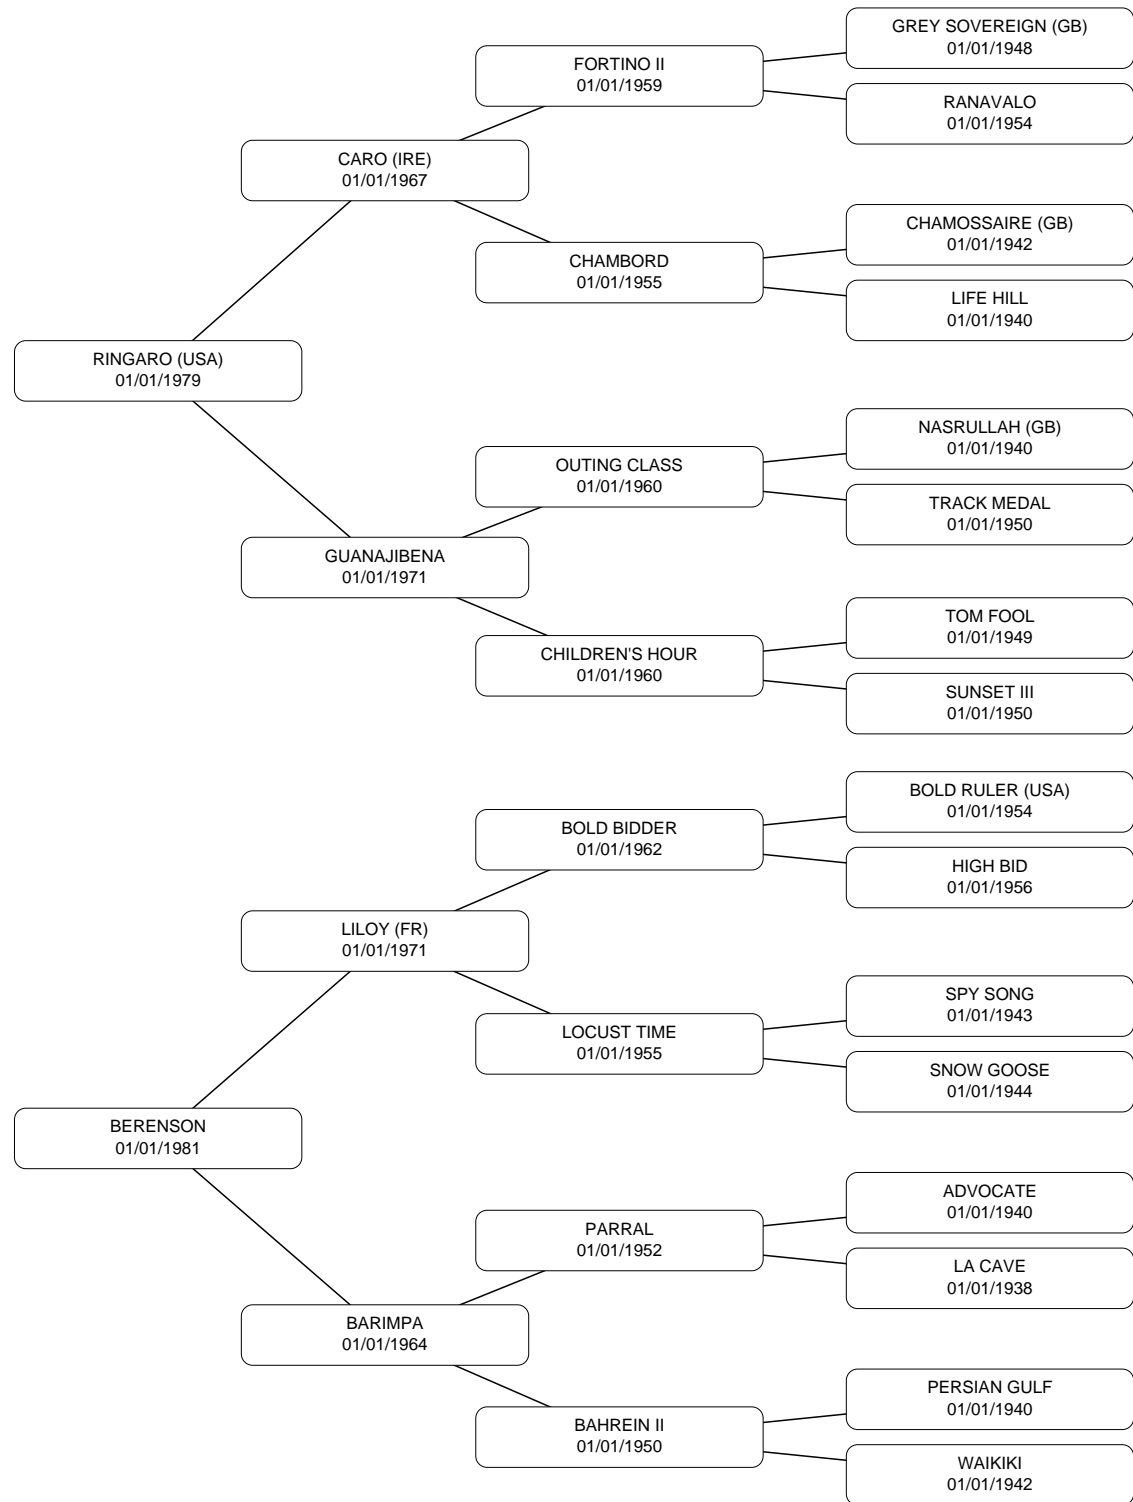 GREY SOVEREIGN (GB)
01/01/1948
FORTINO II
01/01/1959
RANAVALO
01/01/1954
CARO (IRE)
01/01/1967
CHAMOSSAIRE (GB)
01/01/1942
CHAMBORD
01/01/1955
LIFE HILL
01/01/1940
RINGARO (USA)
01/01/1979
NASRULLAH (GB)
01/01/1940
OUTING CLASS
01/01/1960
TRACK MEDAL
01/01/1950
GUANAJIBENA
01/01/1971
TOM FOOL
01/01/1949
CHILDREN'S HOUR
01/01/1960
SUNSET III
01/01/1950
BOLD RULER (USA)
01/01/1954
BOLD BIDDER
01/01/1962
HIGH BID
01/01/1956
LILOY (FR)
01/01/1971
SPY SONG
01/01/1943
LOCUST TIME
01/01/1955
SNOW GOOSE
01/01/1944
BERENSON
01/01/1981
ADVOCATE
01/01/1940
PARRAL
01/01/1952
LA CAVE
01/01/1938
BARIMPA
01/01/1964
PERSIAN GULF
01/01/1940
BAHREIN II
01/01/1950
WAIKIKI
01/01/1942